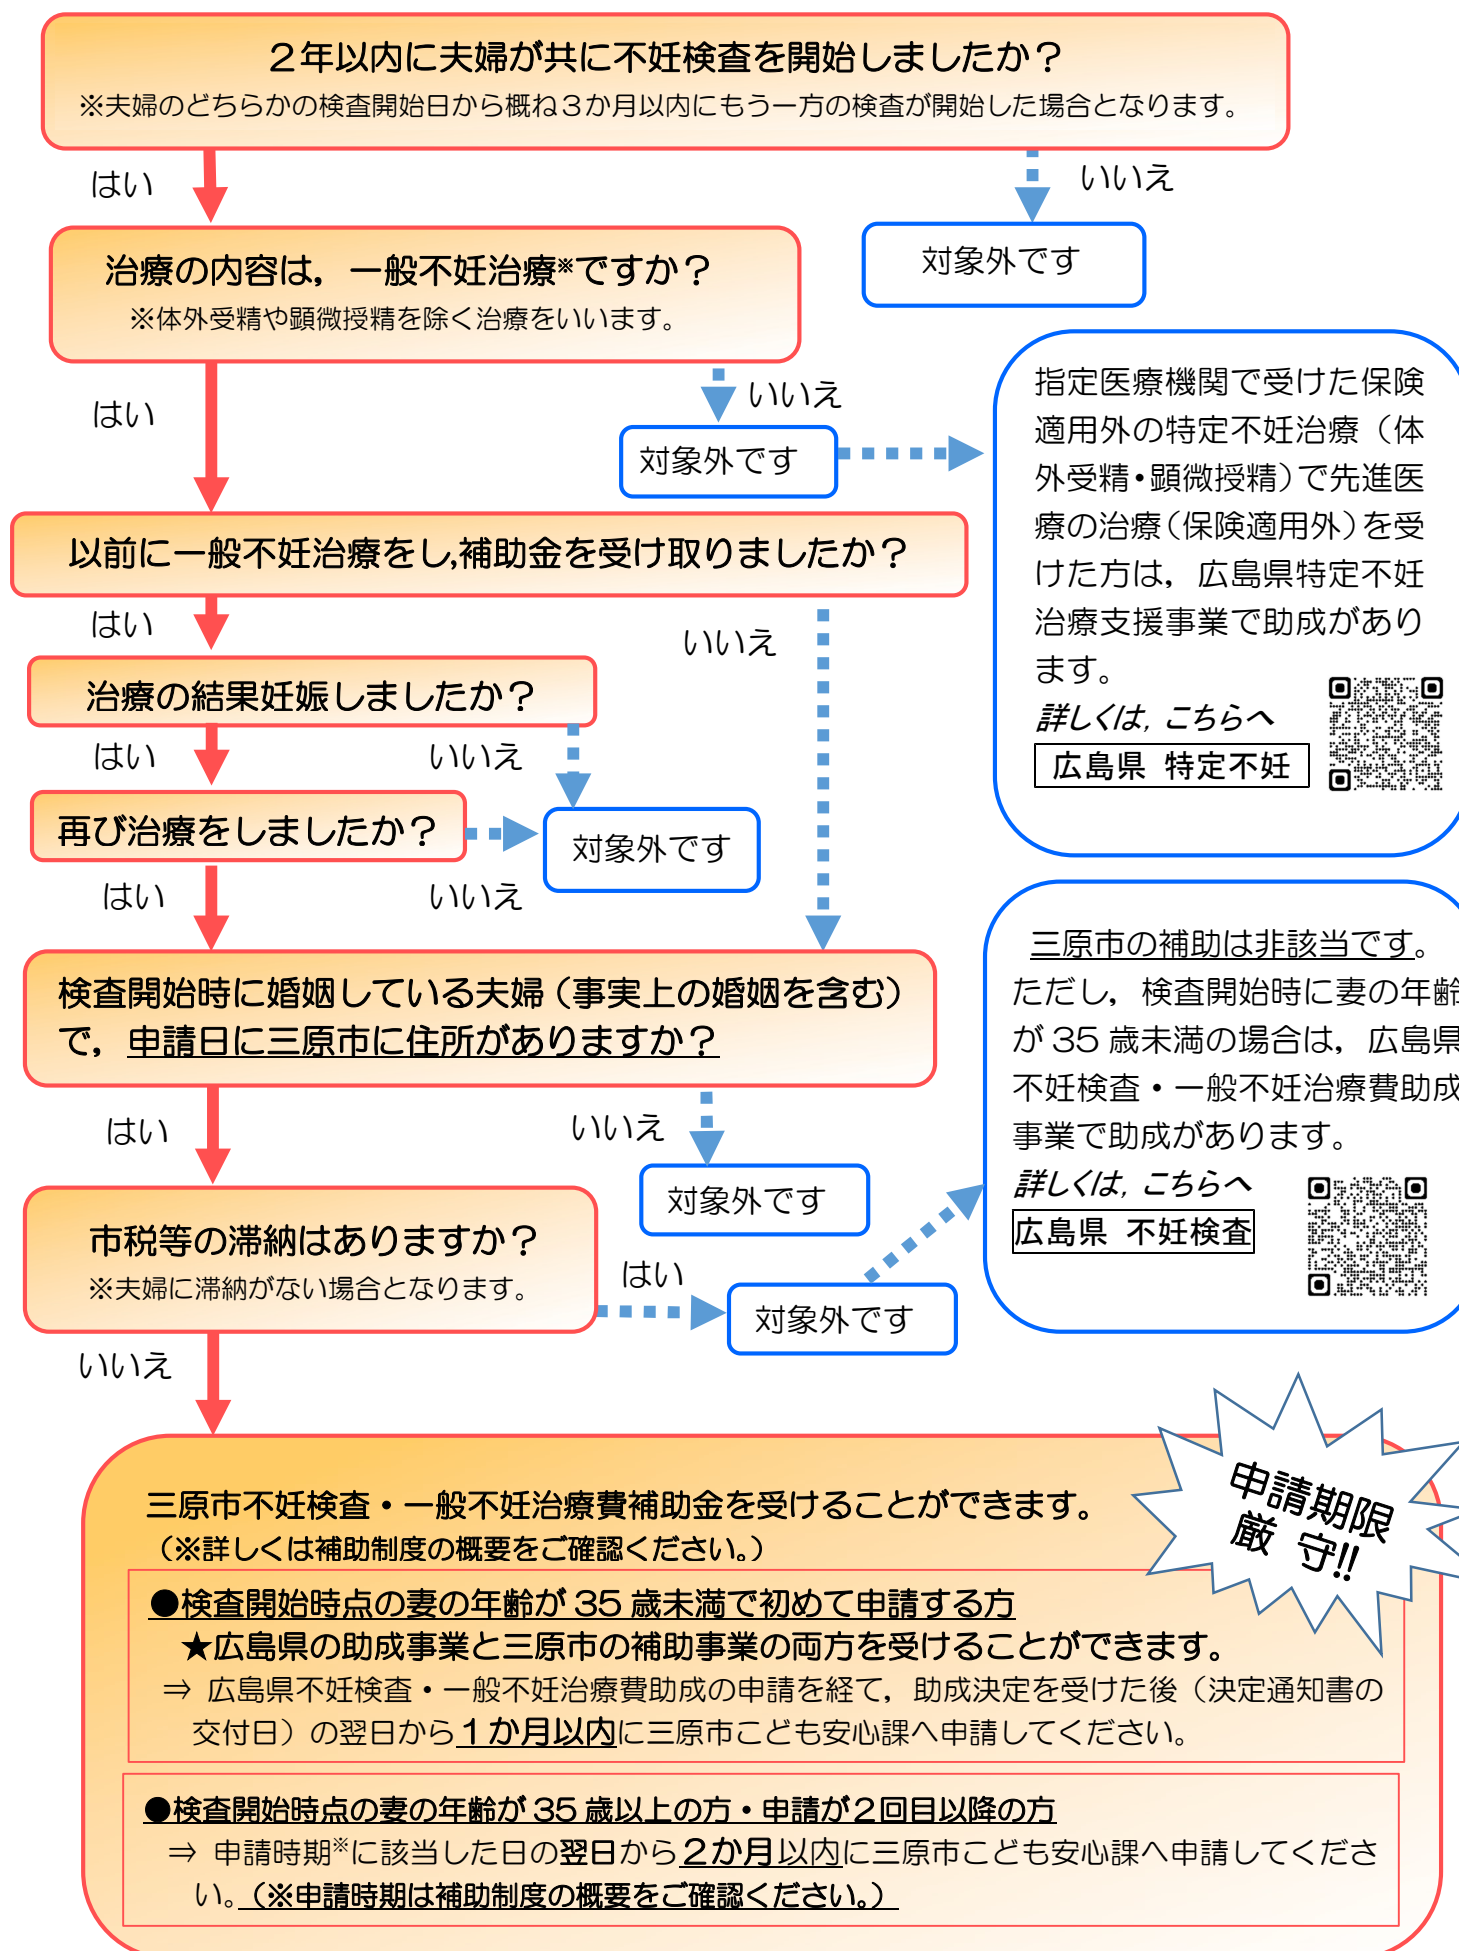 ２年以内に夫婦が共に不妊検査を開始しましたか？
※夫婦のどちらかの検査開始日から概ね３か月以内にもう一方の検査が開始した場合となります。
はい
いいえ
対象外です
治療の内容は，一般不妊治療※ですか？
※体外受精や顕微授精を除く治療をいいます。
はい
いいえ
対象外です
指定医療機関で受けた保険
適用外の特定不妊治療（体
外受精・顕微授精）で先進医
療の治療（保険適用外）を受
けた方は，広島県特定不妊
治療支援事業で助成があり
ます。
詳しくは，こちらへ
広島県 特定不妊
以前に一般不妊治療をし,補助金を受け取りましたか？
はい
いいえ
治療の結果妊娠しましたか？
はい
いいえ
再び治療をしましたか？
対象外です
はい
いいえ
検査開始時に婚姻している夫婦（事実上の婚姻を含む）
で，申請日に三原市に住所がありますか？
はい
いいえ
対象外です
三原市の補助は非該当です。
ただし，検査開始時に妻の年齢
が 35 歳未満の場合は，広島県
不妊検査・一般不妊治療費助成
事業で助成があります。
詳しくは，こちらへ
広島県 不妊検査
市税等の滞納はありますか？
※夫婦に滞納がない場合となります。
はい
対象外です
いいえ
申請期限
厳 守!!
三原市不妊検査・一般不妊治療費補助金を受けることができます。
（※詳しくは補助制度の概要をご確認ください。）
●検査開始時点の妻の年齢が 35 歳未満で初めて申請する方
★広島県の助成事業と三原市の補助事業の両方を受けることができます。
⇒ 広島県不妊検査・一般不妊治療費助成の申請を経て，助成決定を受けた後（決定通知書の
交付日）の翌日から１か月以内に三原市こども安心課へ申請してください。
●検査開始時点の妻の年齢が 35 歳以上の方・申請が２回目以降の方
⇒ 申請時期※に該当した日の翌日から２か月以内に三原市こども安心課へ申請してくださ
い。（※申請時期は補助制度の概要をご確認ください。）